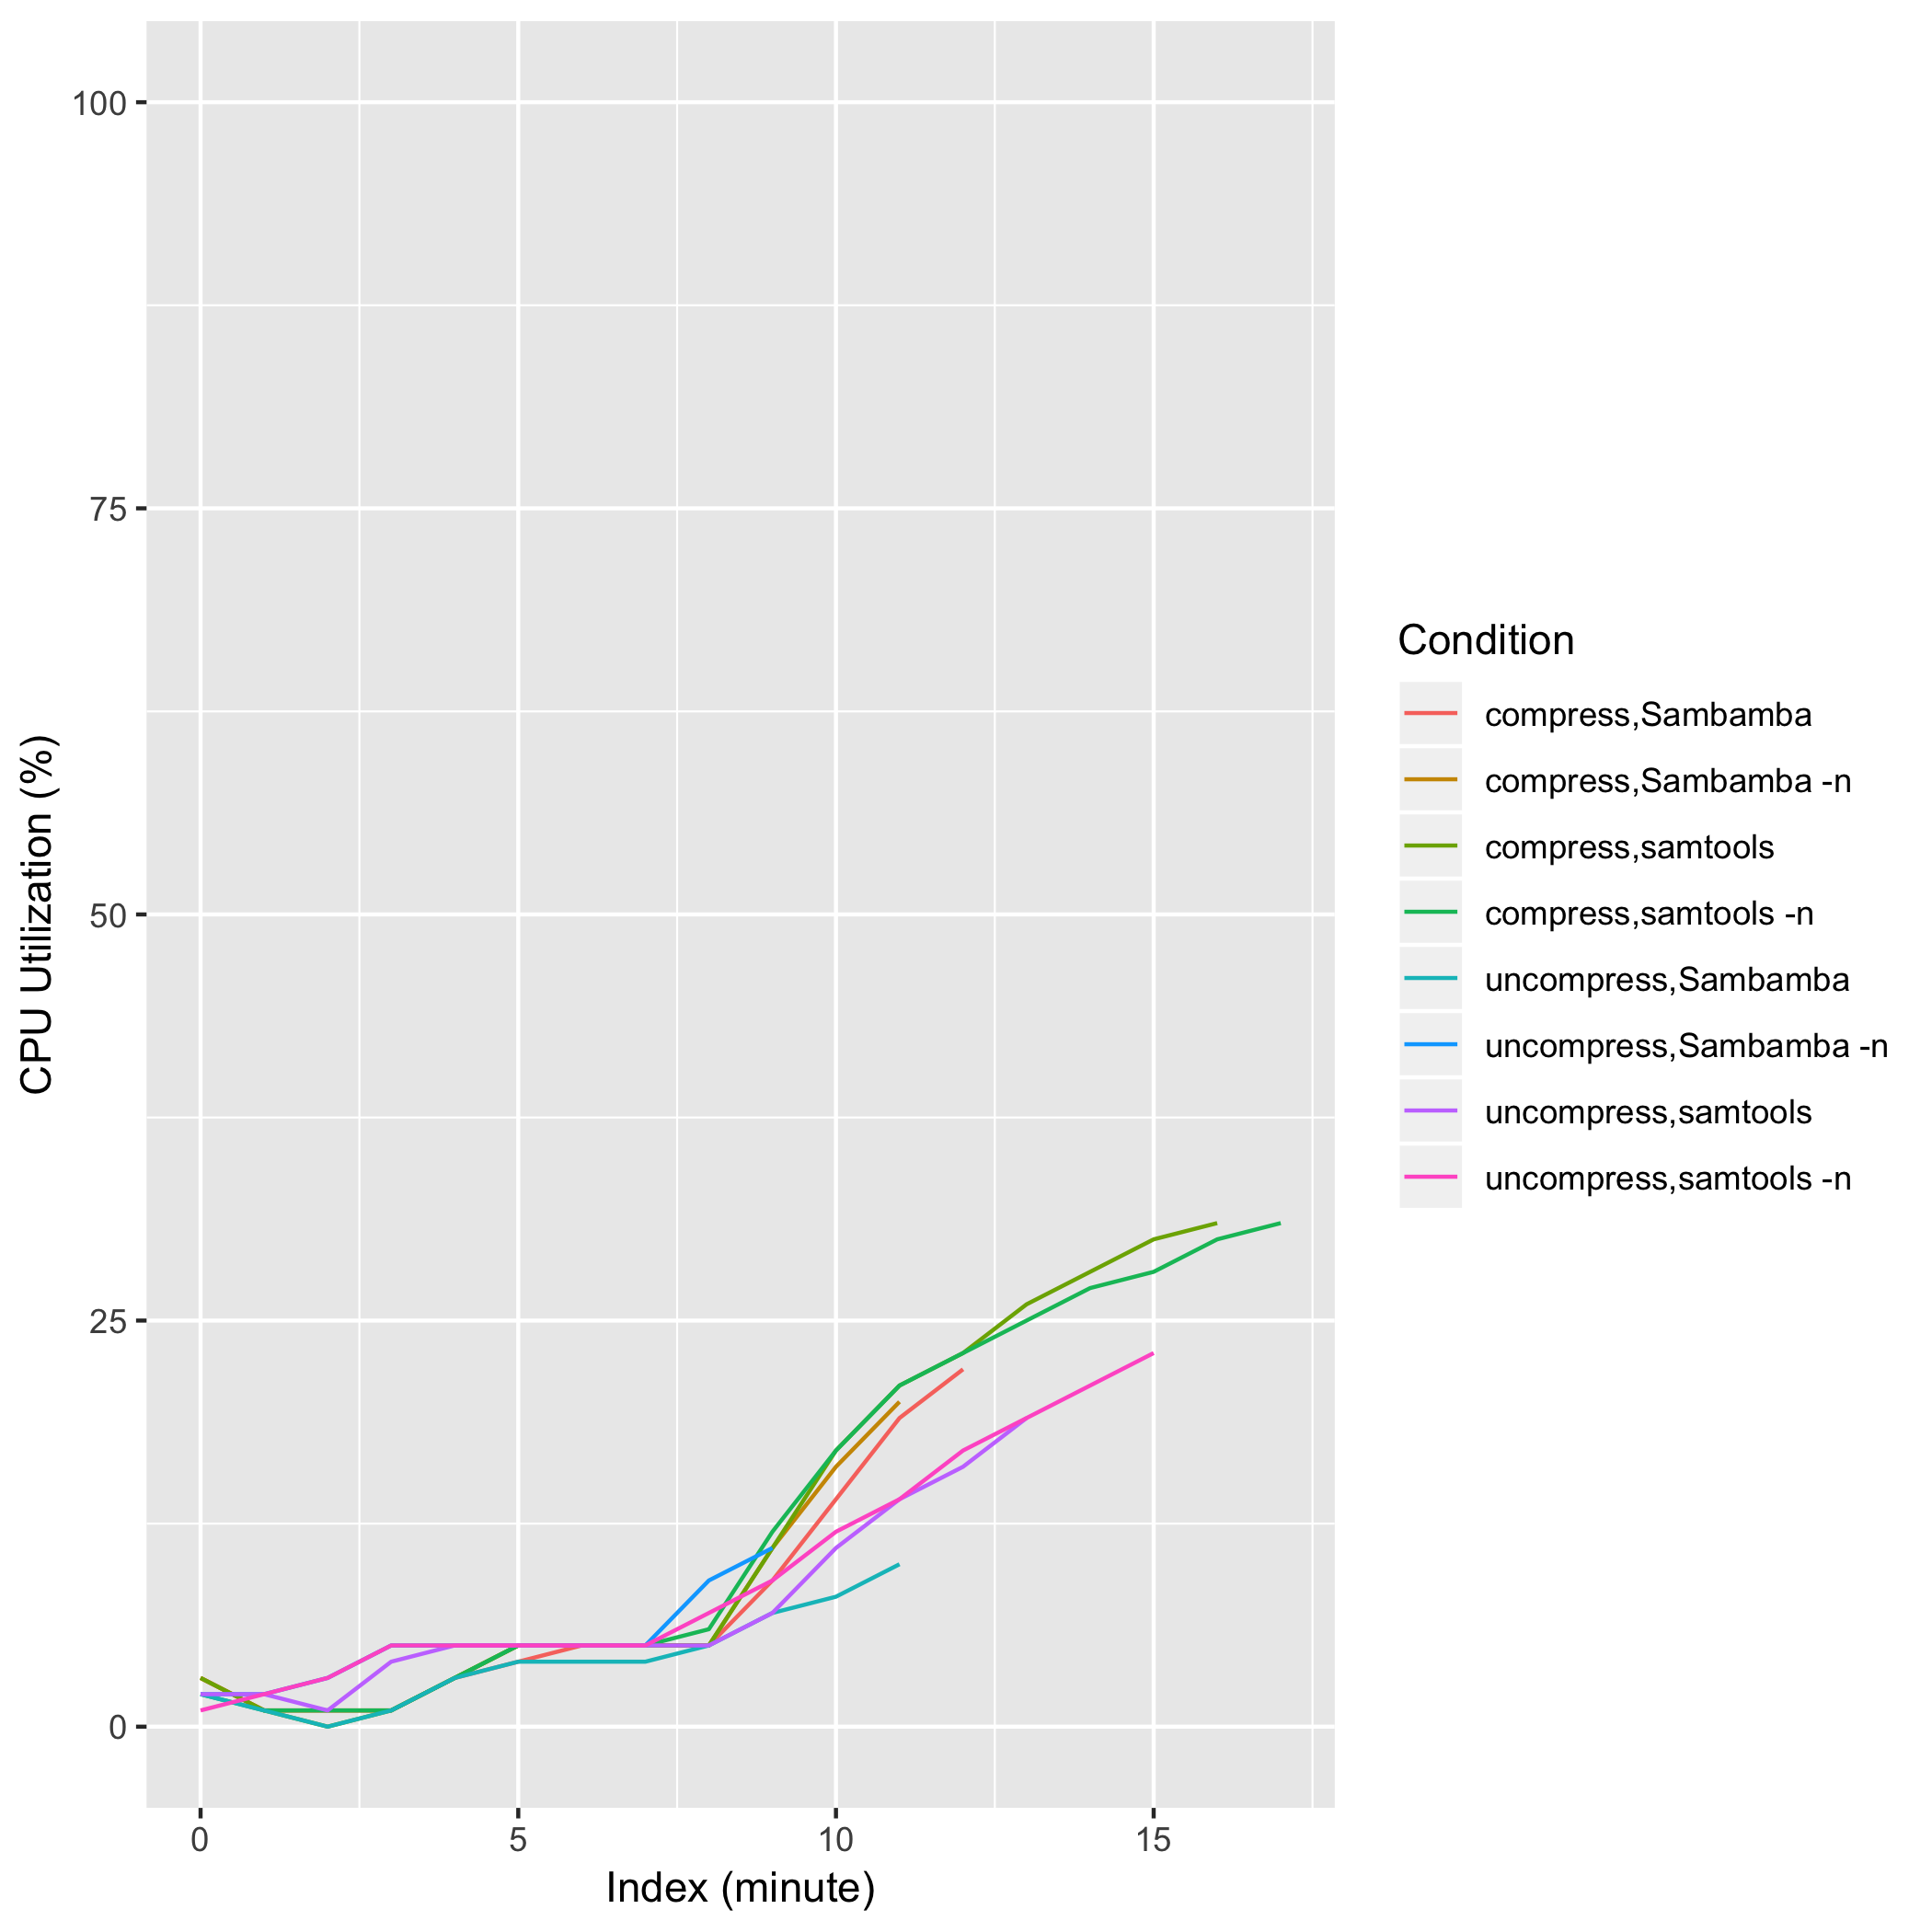 100
75
50
25
0
CPU Utilization (%)
0 5 10 15
Index (minute)
Condition
compress,Sambamba
compress,Sambamba -n
compress,samtools
compress,samtools -n
uncompress,Sambamba
uncompress,Sambamba -n
uncompress,samtools
uncompress,samtools -n